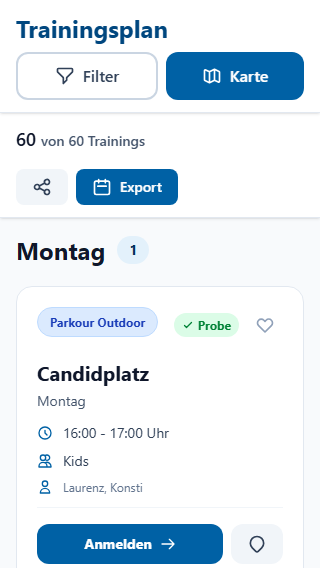 Trainingsplan
Filter
Karte
60 von 60 Trainings
Export
Montag 1
Parkour Outdoor
Probe
Candidplatz
Montag
16:00 - 17:00 Uhr
Kids
Laurenz, Konsti
Anmelden